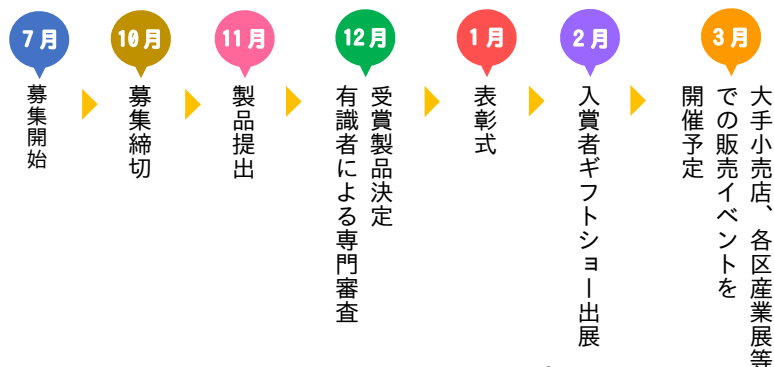 7月
募集開始
10月
募集締切
11月
製品提出
12月
受賞製品決定
有識者による専門審査
1月
表彰式
2月
入賞者ギフトショー出展
3月
大手小売店、各区産業展等
での販売イベントを
開催予定